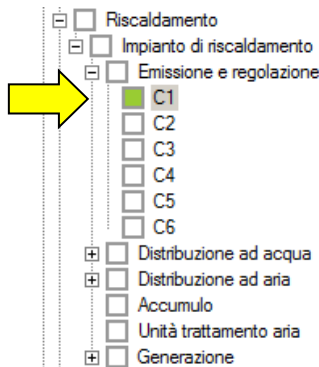 Riscaldamento
Impianto di riscaldamento
Emissione e regolazione
C1
C2
C3
C4
C5
C6
Distribuzione ad acqua
Distribuzione ad aria
Accumulo
Unità trattamento aria
Generazione